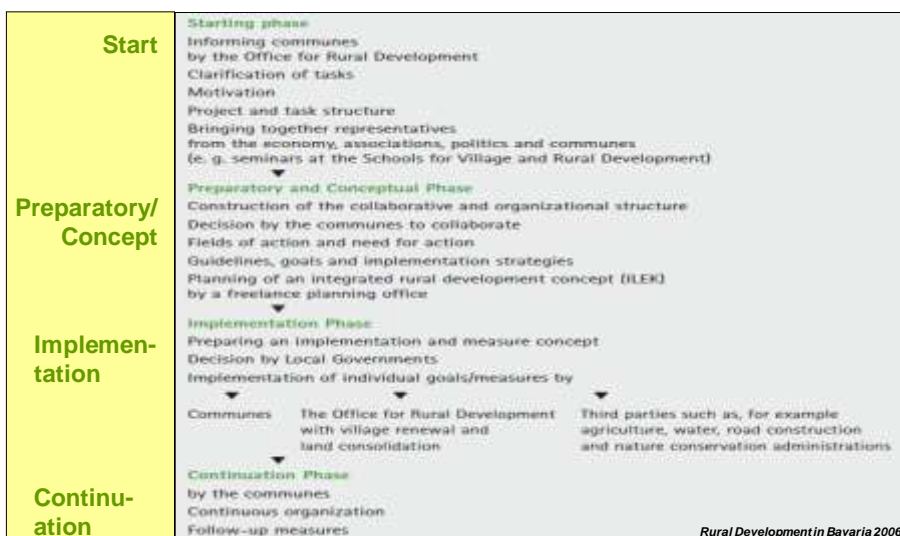 Start
Starting phase
Informing communes
by the Office for Rural Development
Clarification of tasks
Motivation
Project and task structure
Bringing together representatives
from the economy, associations, politics and communes
(e. g. seminars at the Schools for Village and Rural Development)
Preparatory/
Concept
Preparatory and Conceptual Phase
Construction of the collaborative and organizational structure
Decision by the communes to collaborate
Fields of action and need for action
Guidelines, goals and implementation strategies
Planning of an integrated rural development concept (ILEK)
by a freelance planning office
Implemen-
tation
Implementation Phase
Preparing an implementation and measure concept
Decision by Local Governments
Implementation of individual goals/measures by
Communes
The Office for Rural Development
with village renewal and
land consolidation
Third parties such as, for example
agriculture, water, road construction
and nature conservation administrations
Continu-
ation
Continuation Phase
by the communes
Continuous organization
Follow-up measures
Rural Development in Bavaria 2006